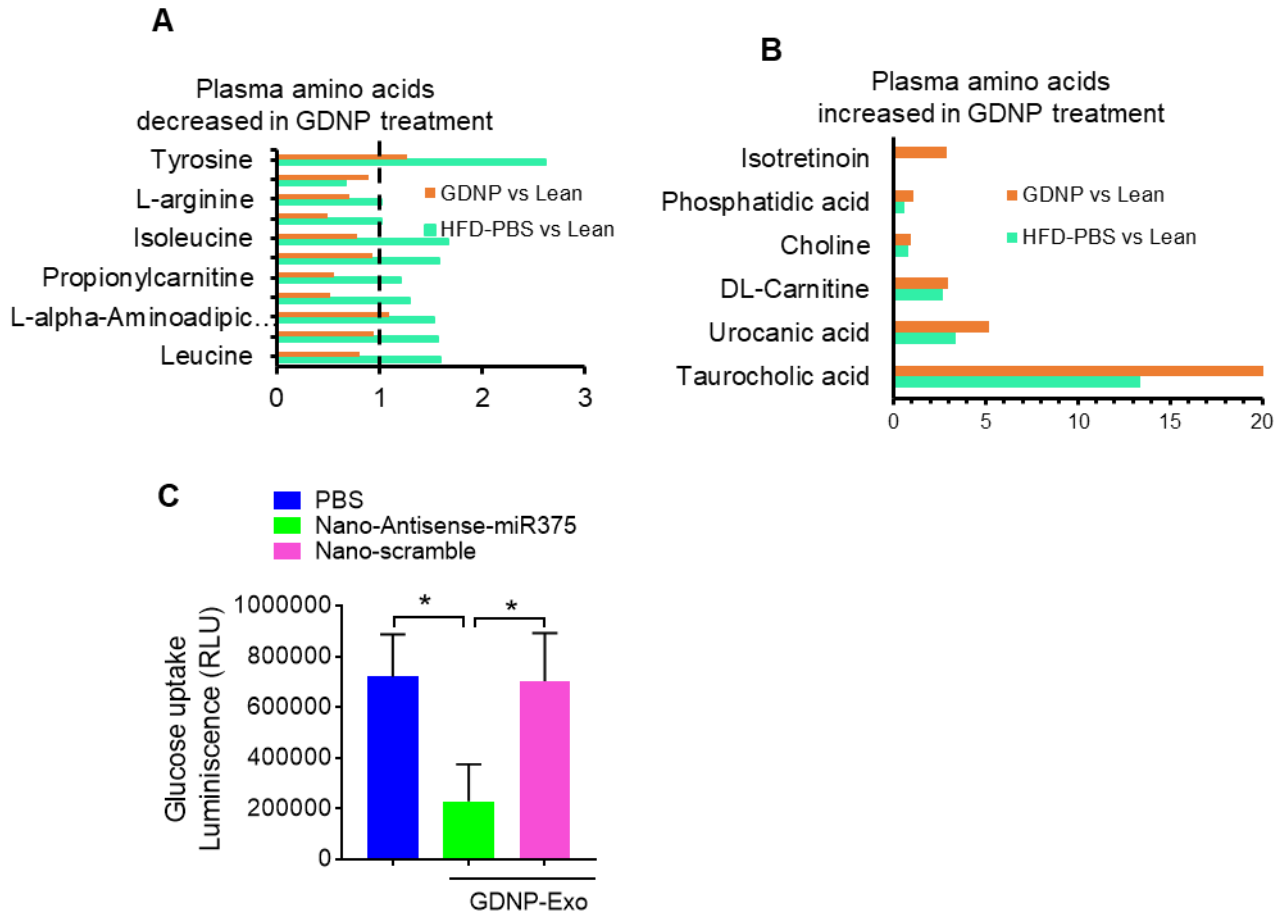 A
Plasma amino acids
decreased in GDNP treatment
Tyrosine
L-arginine
Isoleucine
Propionylcarnitine
L-alpha-Aminoadipic...
Leucine
GDNP vs Lean
HFD-PBS vs Lean
0 1 2 3
B
Plasma amino acids
increased in GDNP treatment
Isotretinoin
Phosphatidic acid
Choline
DL-Carnitine
Urocanic acid
Taurocholic acid
GDNP vs Lean
HFD-PBS vs Lean
0 5 10 15 20
C
PBS
Nano-Antisense-miR375
Nano-scramble
Glucose uptake
Luminiscence (RLU)
1000000
800000
600000
400000
200000
0
* *
GDNP-Exo